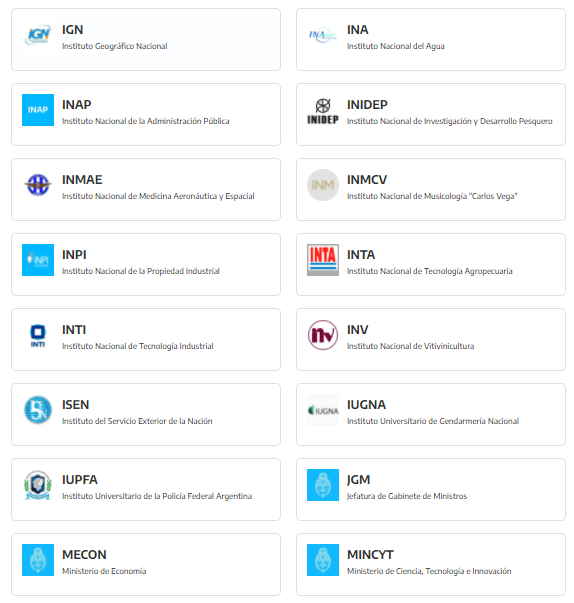 IGN
IGN
Instituto Geográfico Nacional
INA
INA
Instituto Nacional del Agua
INAP
INAP
Instituto Nacional de la Administración Pública
INIDEP
INIDEP
Instituto Nacional de Investigación y Desarrollo Pesquero
INMAE
Instituto Nacional de Medicina Aeronáutica y Espacial
INM
INMCV
Instituto Nacional de Musicología "Carlos Vega"
INPI
INPI
Instituto Nacional de la Propiedad Industrial
INTA
INTA
Instituto Nacional de Tecnología Agropecuaria
INTI
INTI
Instituto Nacional de Tecnología Industrial
nv
INV
Instituto Nacional de Vitivinicultura
ISEN
Instituto del Servicio Exterior de la Nación
IUGNA
IUGNA
Instituto Universitario de Gendarmería Nacional
IUPFA
Instituto Universitario de la Policía Federal Argentina
JGM
Jefatura de Gabinete de Ministros
MECON
Ministerio de Economía
MINCYT
Ministerio de Ciencia, Tecnología e Innovación